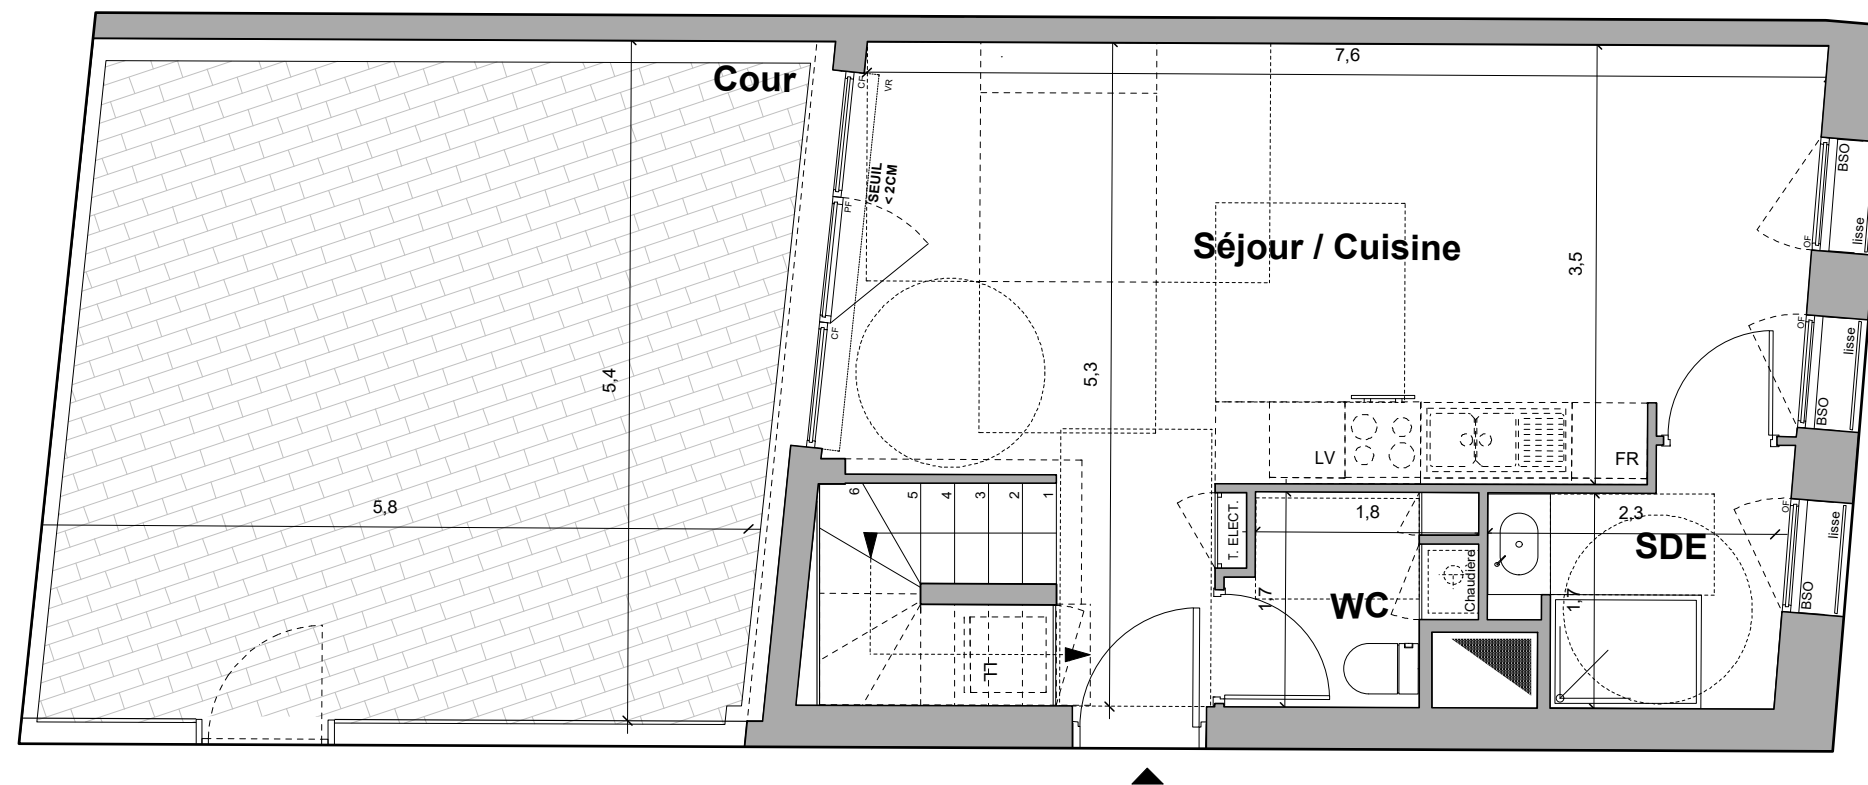 Cour
7,6
CF
VR
SEUIL
< 2CM
PF
CF
Séjour / Cuisine
5,4
5,3
3,5
5,8
BSO
lisse
OF
OF
lisse
BSO
LV
FR
6
5
4
3
2
1
T. ELECT.
1,8
2,3
SDE
OF
lisse
BSO
Chaudière
WC
1,7
1,7
LL